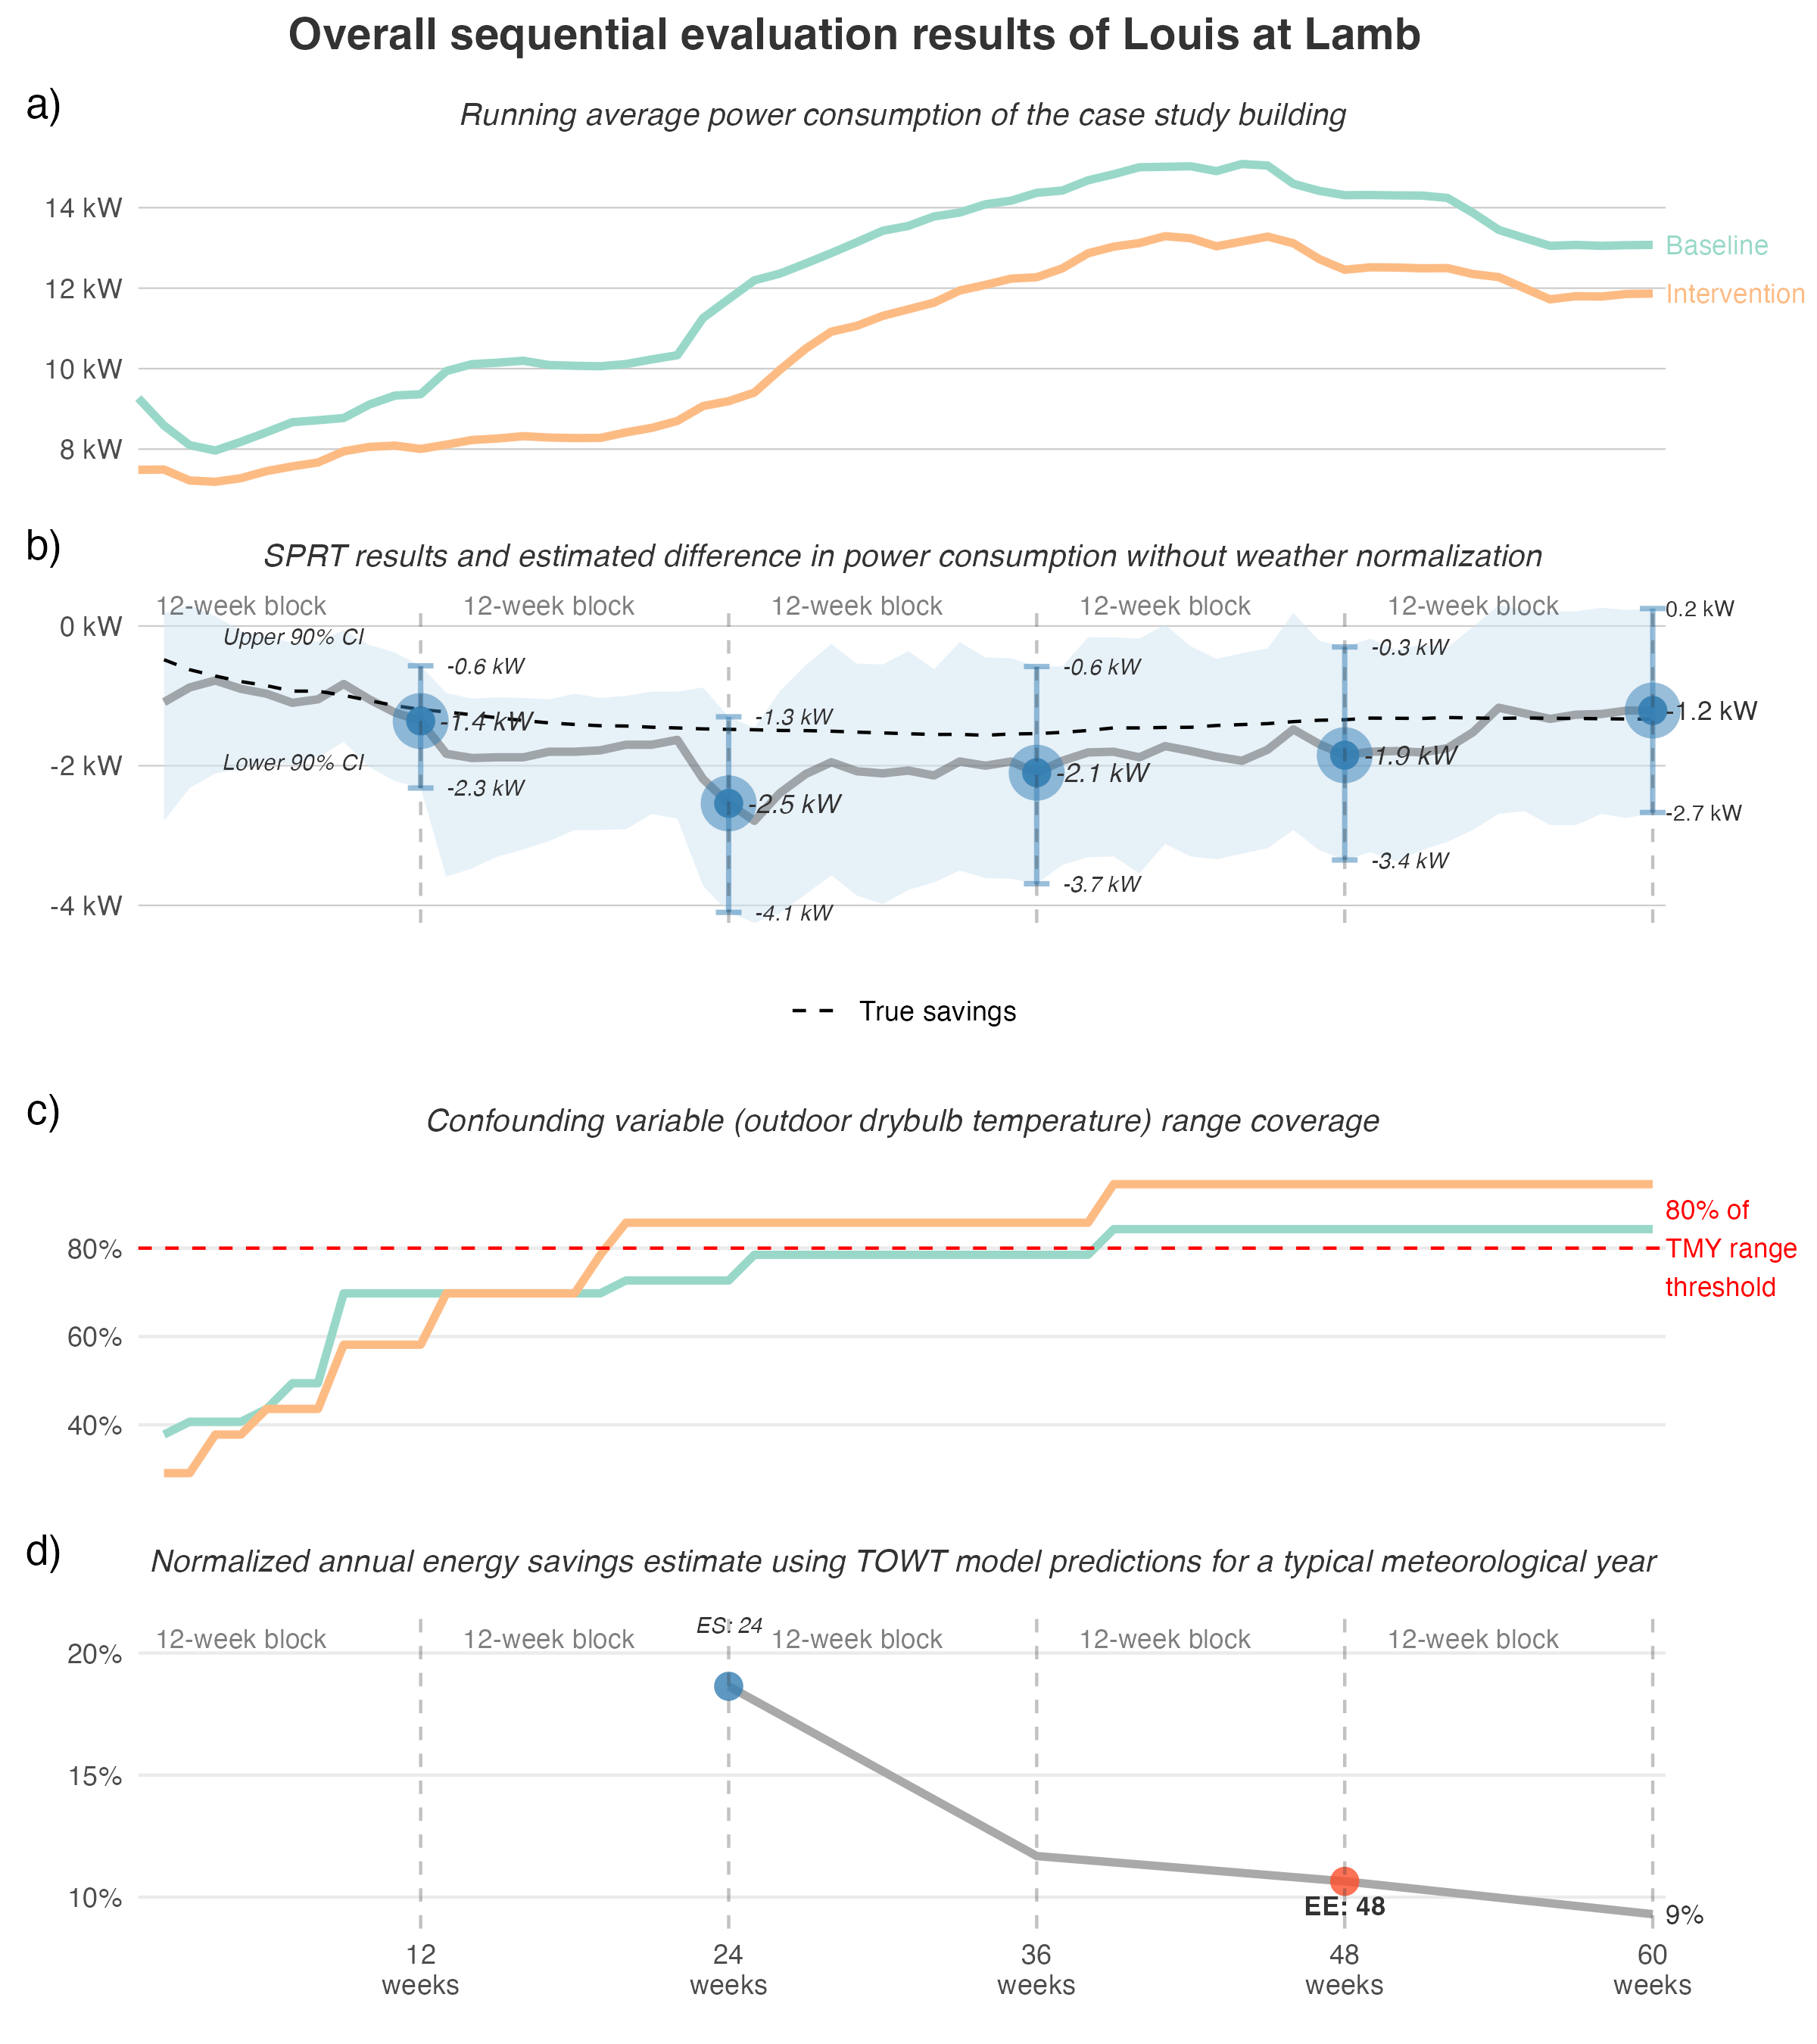 Overall sequential evaluation results of Louis at Lamb
a)
Running average power consumption of the case study building
14 kW
12 kW
10 kW
8 kW
Baseline
Intervention
b)
SPRT results and estimated difference in power consumption without weather normalization
12-week block 12-week block 12-week block 12-week block 12-week block
0 kW
-2 kW
-4 kW
Upper 90% CI
Lower 90% CI
-0.6 kW
-1.4 kW
-2.3 kW
-1.3 kW
-2.5 kW
-4.1 kW
-0.6 kW
-2.1 kW
-3.7 kW
-0.3 kW
-1.9 kW
-3.4 kW
0.2 kW
-1.2 kW
-2.7 kW
True savings
c)
Confounding variable (outdoor drybulb temperature) range coverage
80%
60%
40%
80% of
TMY range
threshold
d)
Normalized annual energy savings estimate using TOWT model predictions for a typical meteorological year
ES: 24
12-week block 12-week block 12-week block 12-week block 12-week block
20%
15%
10%
EE: 48
9%
12 24 36 48 60
weeks weeks weeks weeks weeks